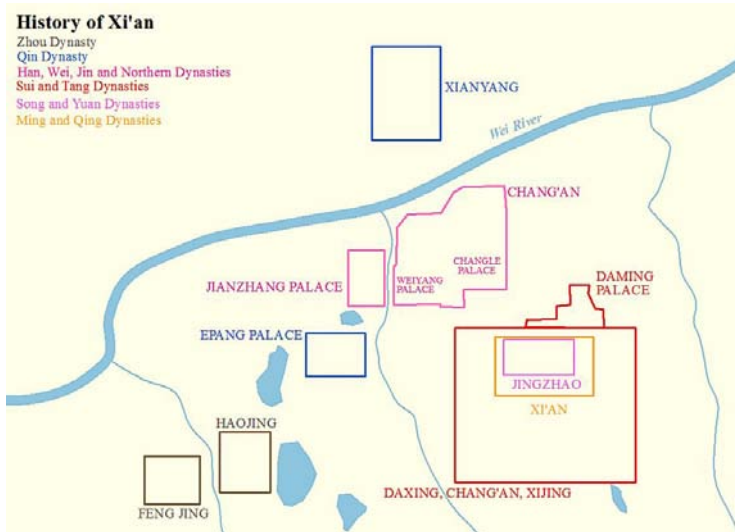 History of Xi'an
Zhou Dynasty
Qin Dynasty
Han, Wei, Jin and Northern Dynasties
Sui and Tang Dynasties
Song and Yuan Dynasties
Ming and Qing Dynasties
XIANYANG
Wei River
CHANG'AN
CHANGLE
PALACE
WEIYANG
PALACE
JIANZHANG PALACE
DAMING
PALACE
EPANG PALACE
JINGZHAO
XI'AN
HAOJING
DAXING, CHANG'AN, XIJING
FENG JING